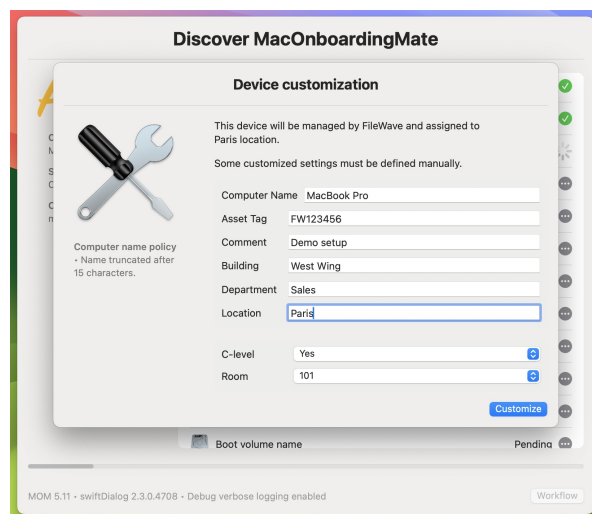 Discover MacOnboardingMate
Device customization
This device will be managed by FileWave and assigned to
Paris location.
Some customized settings must be defined manually.
Computer Name MacBook Pro
Asset Tag FW123456
Comment Demo setup
Building West Wing
Department Sales
Location Paris
C-level Yes
Room 101
Computer name policy
• Name truncated after
15 characters.
Customize
Boot volume name Pending
MOM 5.11 • swiftDialog 2.3.0.4708 • Debug verbose logging enabled
Workflow